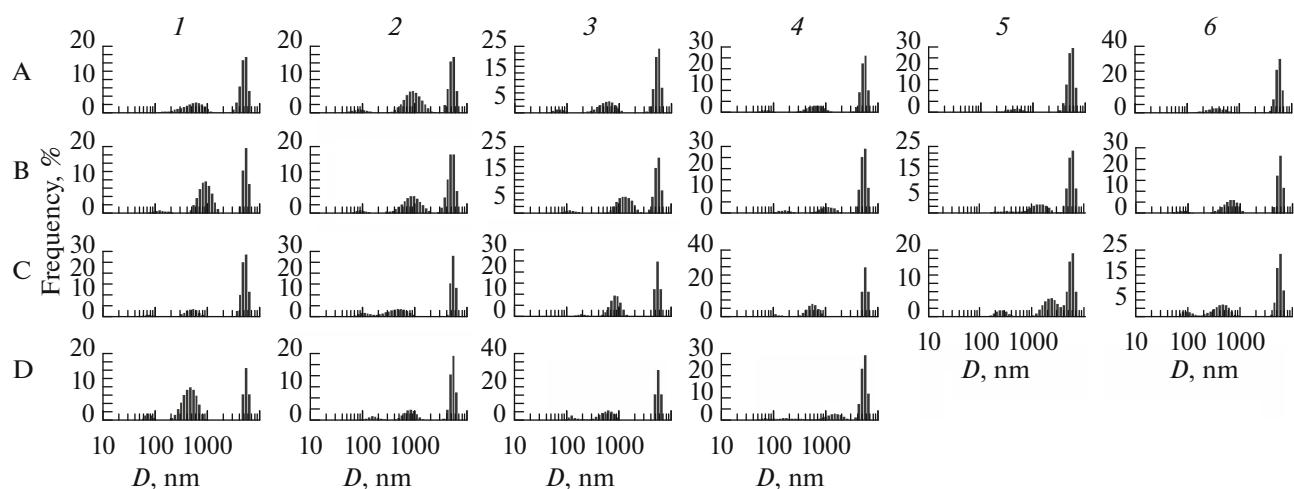 1 2 3 4 5 6
A 20 20 25 30 30 40
10 10 15 20 20 20
0 0 5 10 10 10
0 0 0
B 20 20 25 30 25 30
10 10 15 20 15 20
0 0 5 10 5 10
0 0
C 30 30 30 40 20 25
20 20 20 20 10 15
10 10 10 0 0 5
0 0 0
Frequency, %
10 100 1000 10 100 1000
D, nm D, nm
D 20 20 40 30
10 10 20 20
0 0 0 10
0
10 100 1000 10 100 1000 10 100 1000 10 100 1000
D, nm D, nm D, nm D, nm